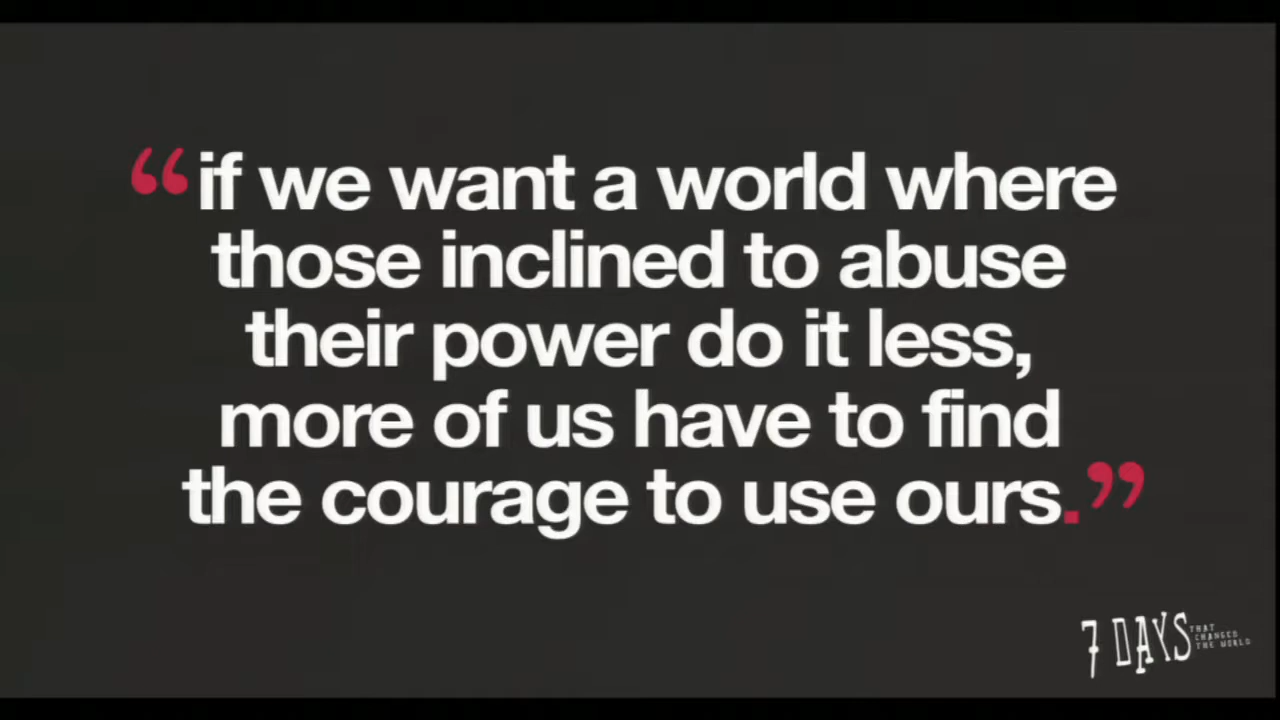 “if we want a world where
those inclined to abuse
their power do it less,
more of us have to find
the courage to use ours.”
7 DAYS
THAT
CHANGED
THE WORLD